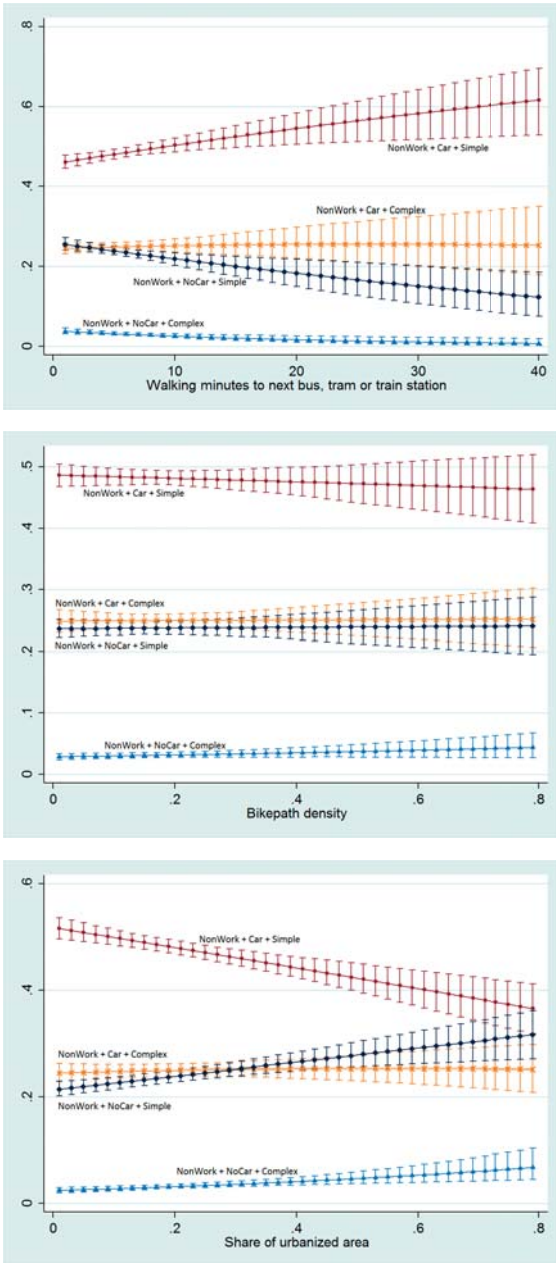 .8
.6
.4
.2
0
NonWork + Car + Simple
NonWork + Car + Complex
NonWork + NoCar + Simple
NonWork + NoCar + Complex
0 10 20 30 40
Walking minutes to next bus, tram or train station
.5
.4
.3
.2
.1
0
NonWork + Car + Simple
NonWork + Car + Complex
NonWork + NoCar + Simple
NonWork + NoCar + Complex
0 .2 .4 .6 .8
Bikepath density
.6
.4
.2
0
NonWork + Car + Simple
NonWork + Car + Complex
NonWork + NoCar + Simple
NonWork + NoCar + Complex
0 .2 .4 .6 .8
Share of urbanized area